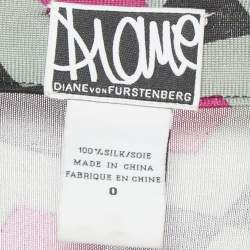 Diane
DIANE VON FURSTENBERG
100% SILK/SOIE
MADE IN CHINA
FABRIQUE EN CHINE
0